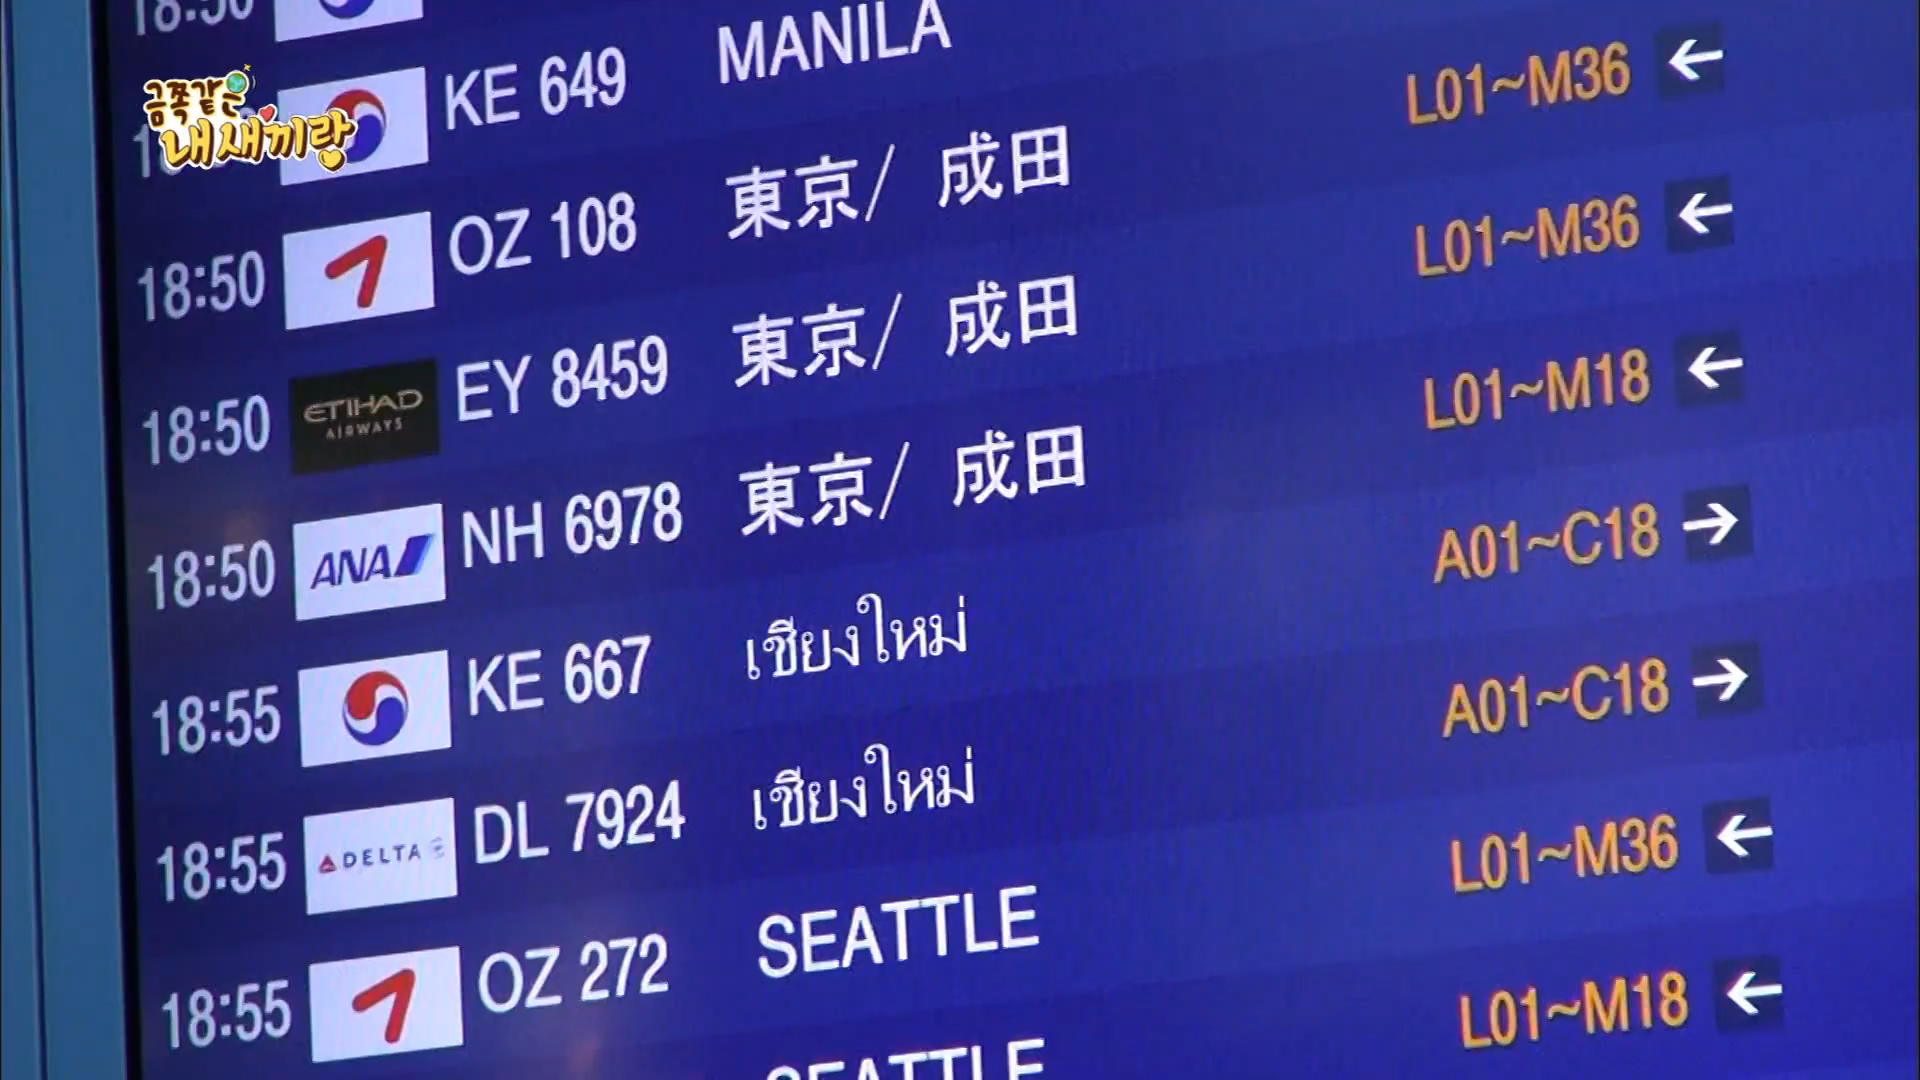 18:50
금쪽같은
내새끼랑
KE 649 MANILA
18:50 OZ 108 東京/ 成田 L01~M36 ←
18:50 ETIHAD AIRWAYS EY 8459 東京/ 成田 L01~M36 ←
18:50 ANA NH 6978 東京/ 成田 L01~M18 ←
18:55 KE 667 เชียงใหม่ A01~C18 →
18:55 DELTA DL 7924 เชียงใหม่ A01~C18 →
18:55 OZ 272 SEATTLE L01~M36 ←
SEATTLE L01~M18 ←